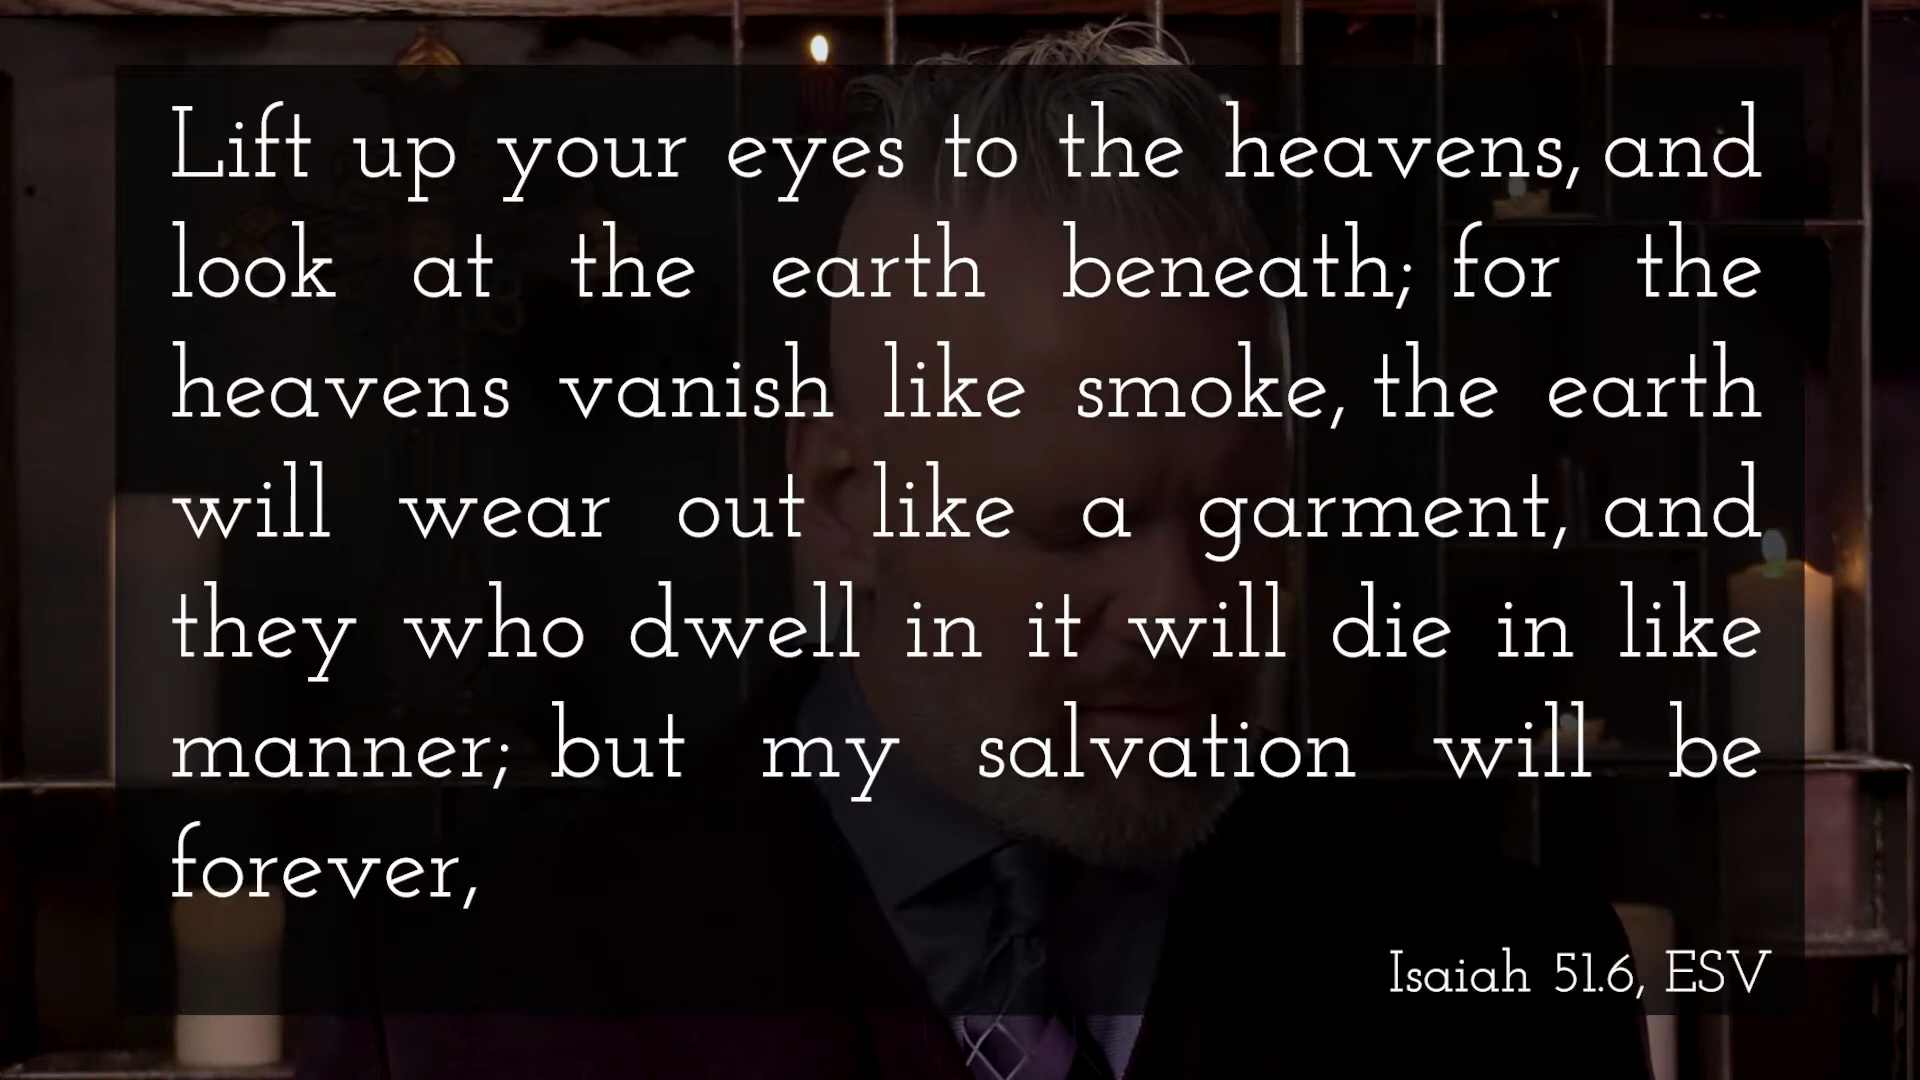 Lift up your eyes to the heavens, and
look at the earth beneath; for the
heavens vanish like smoke, the earth
will wear out like a garment, and
they who dwell in it will die in like
manner; but my salvation will be
forever,
Isaiah 51.6, ESV